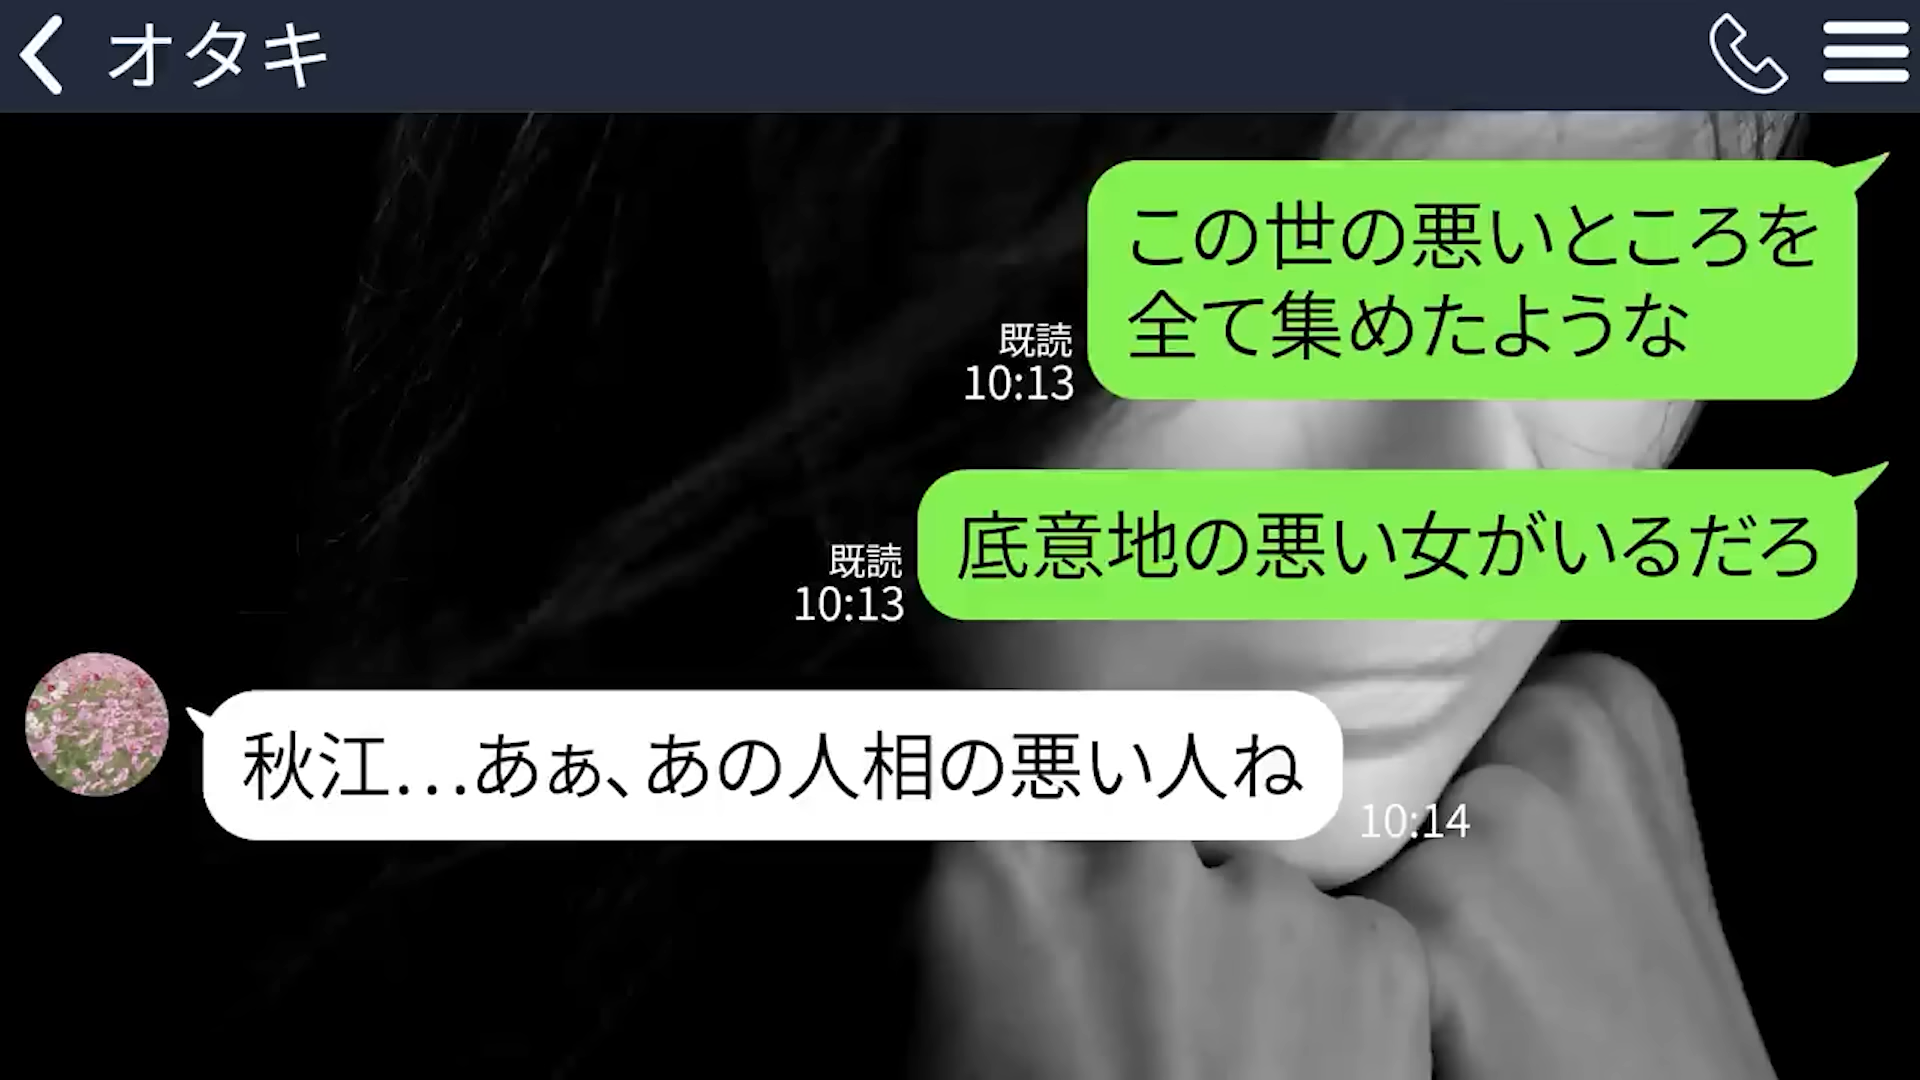 オタキ
この世の悪いところを
全て集めたような
既読
10:13
底意地の悪い女がいるだろ
既読
10:13
秋江…あぁ、あの人相の悪い人ね
10:14